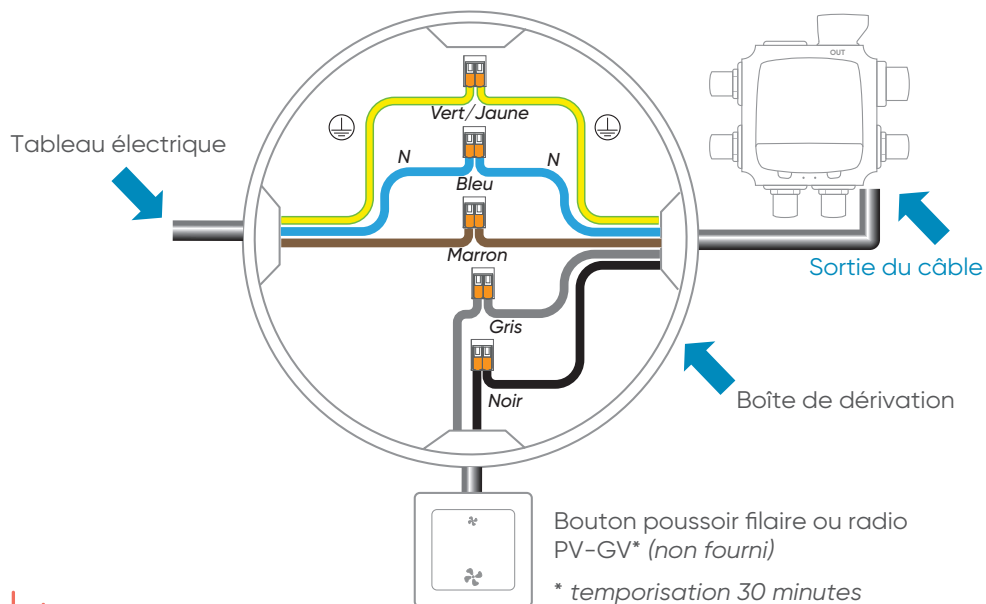 OUT
Vert/Jaune
Tableau électrique
N
N
Bleu
Marron
Sortie du câble
Gris
Noir
Boîte de dérivation
Bouton poussoir filaire ou radio
PV-GV* (non fourni)
* temporisation 30 minutes